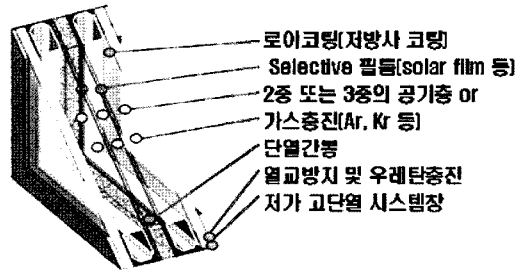 로이코팅(저방사 코팅)
Selective 필름(solar film 등)
2중 또는 3중의 공기층 or
가스충진(Ar, Kr 등)
단열간봉
열교방지 및 우레탄충진
저가 고단열 시스템창